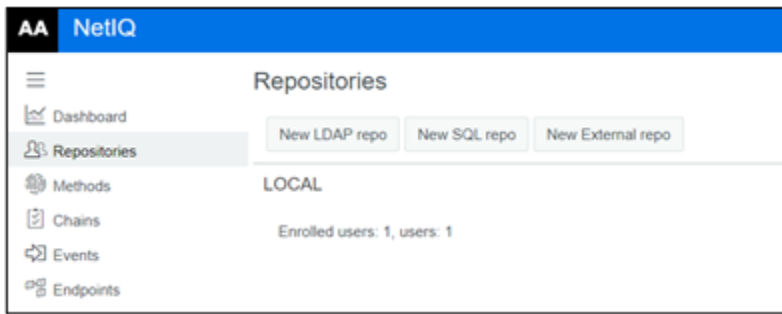 AA NetIQ
Dashboard
Repositories
Methods
Chains
Events
Endpoints
Repositories
New LDAP repo New SQL repo New External repo
LOCAL
Enrolled users: 1, users: 1